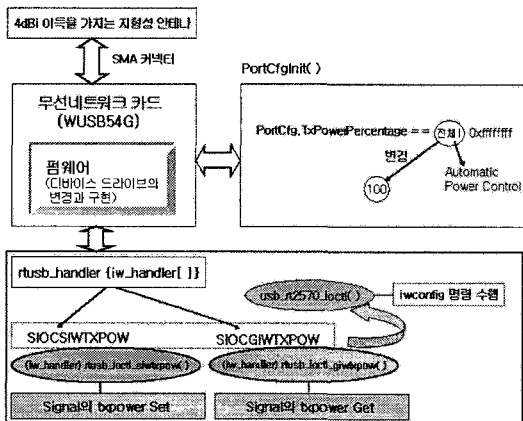 4dBi 이득을 가지는 지향성 안테나
SMA 커넥터
무선네트워크 카드
(WUSB54G)
펌웨어
<디바이스 드라이브의
변경과 구현>
PortCfgInit( )
PortCfg.TxPowerPercentage == 전체1 0xffffffff
변경
100
Automatic
Power Control
rtusb_handler {iw_handler[ ]}
usb_rt2570_ioctl( )
iwconfig 명령 수행
SIOCSIWTXPOW
SIOCGIWTXPOW
(iw_handler) rtusb_ioctl_siwtxpow( )
(iw_handler) rtusb_ioctl_giwtxpow( )
Signal의 txpower Set
Signal의 txpower Get